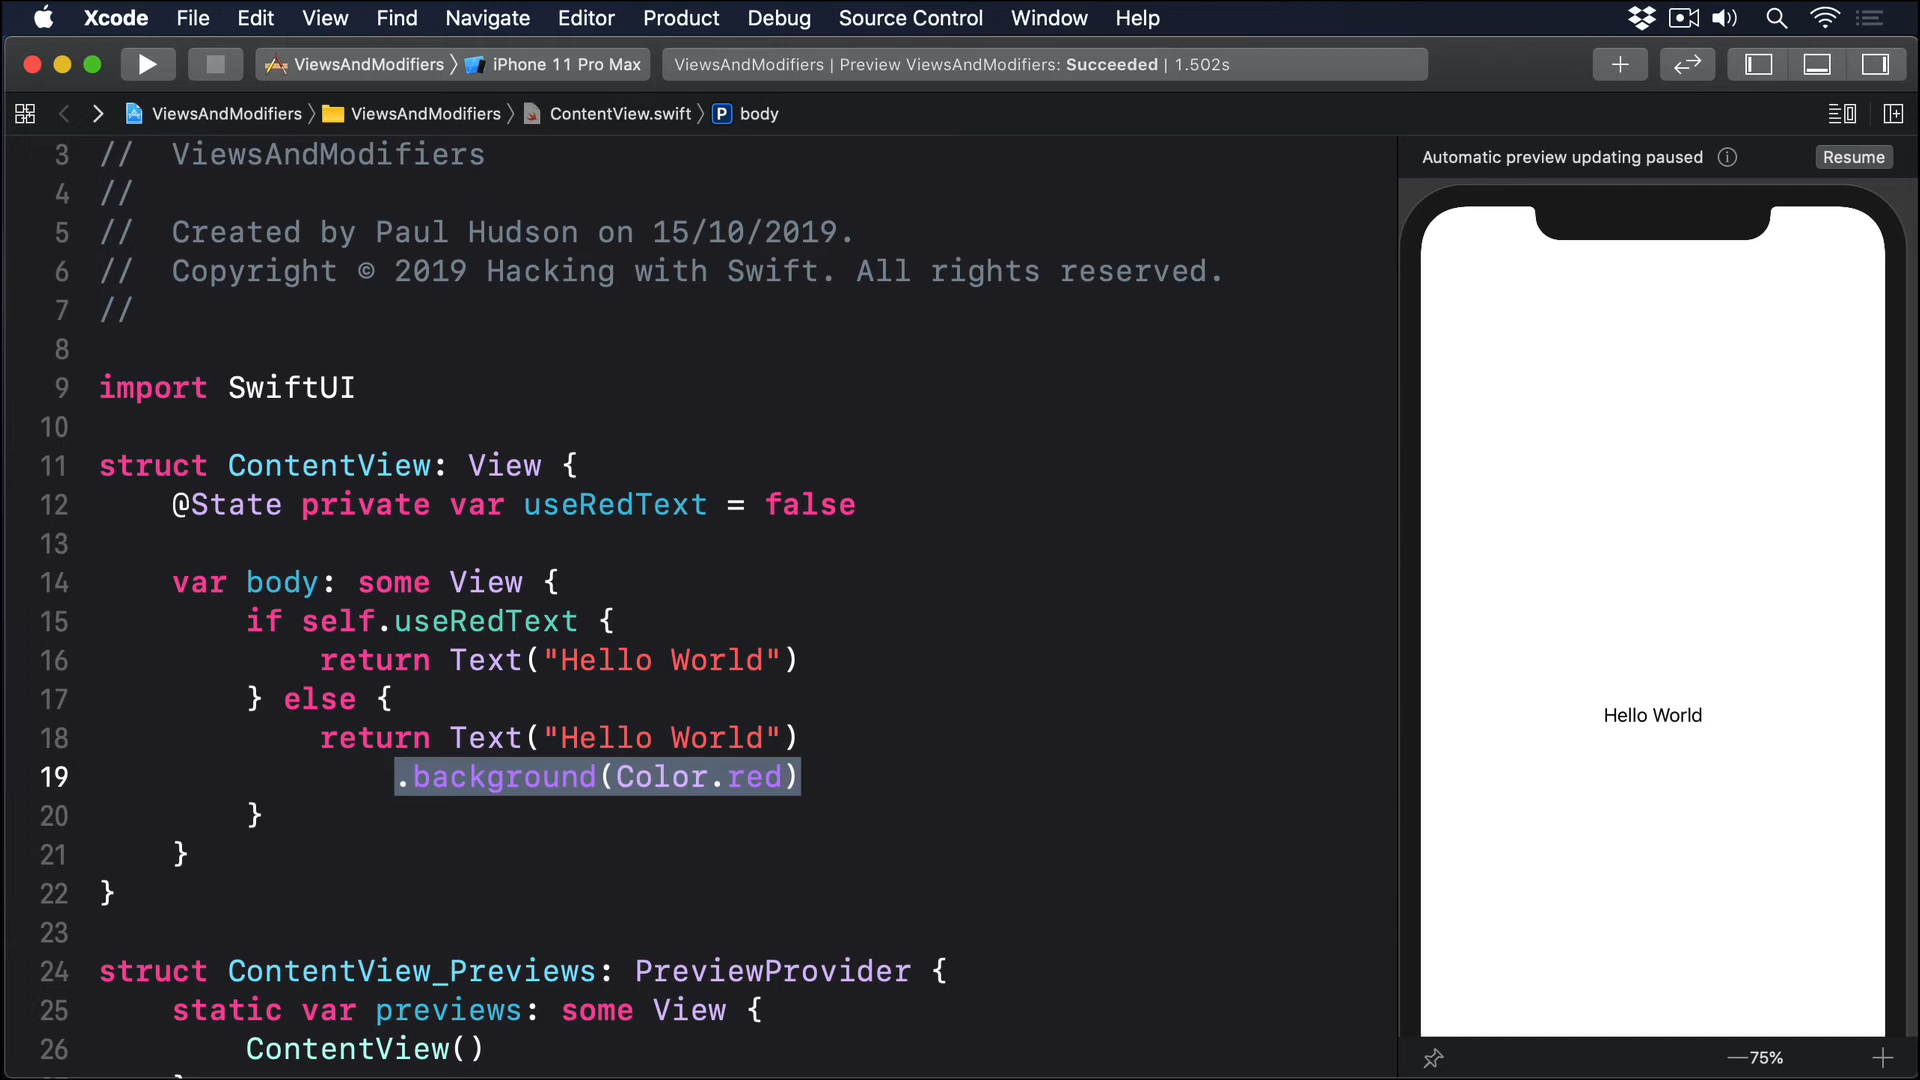 Xcode File Edit View Find Navigate Editor Product Debug Source Control Window Help
ViewsAndModifiers 〉 iPhone 11 Pro Max
ViewsAndModifiers | Preview ViewsAndModifiers: Succeeded | 1.502s
ViewsAndModifiers 〉 ViewsAndModifiers 〉 ContentView.swift 〉 P body
Automatic preview updating paused Resume
3 //  ViewsAndModifiers
4 //
5 //  Created by Paul Hudson on 15/10/2019.
6 //  Copyright © 2019 Hacking with Swift. All rights reserved.
7 //
8
9 import SwiftUI
10
11 struct ContentView: View {
12     @State private var useRedText = false
13
14     var body: some View {
15         if self.useRedText {
16             return Text("Hello World")
17         } else {
18             return Text("Hello World")
19                 .background(Color.red)
20         }
21     }
22 }
23
24 struct ContentView_Previews: PreviewProvider {
25     static var previews: some View {
26         ContentView()
Hello World
75%